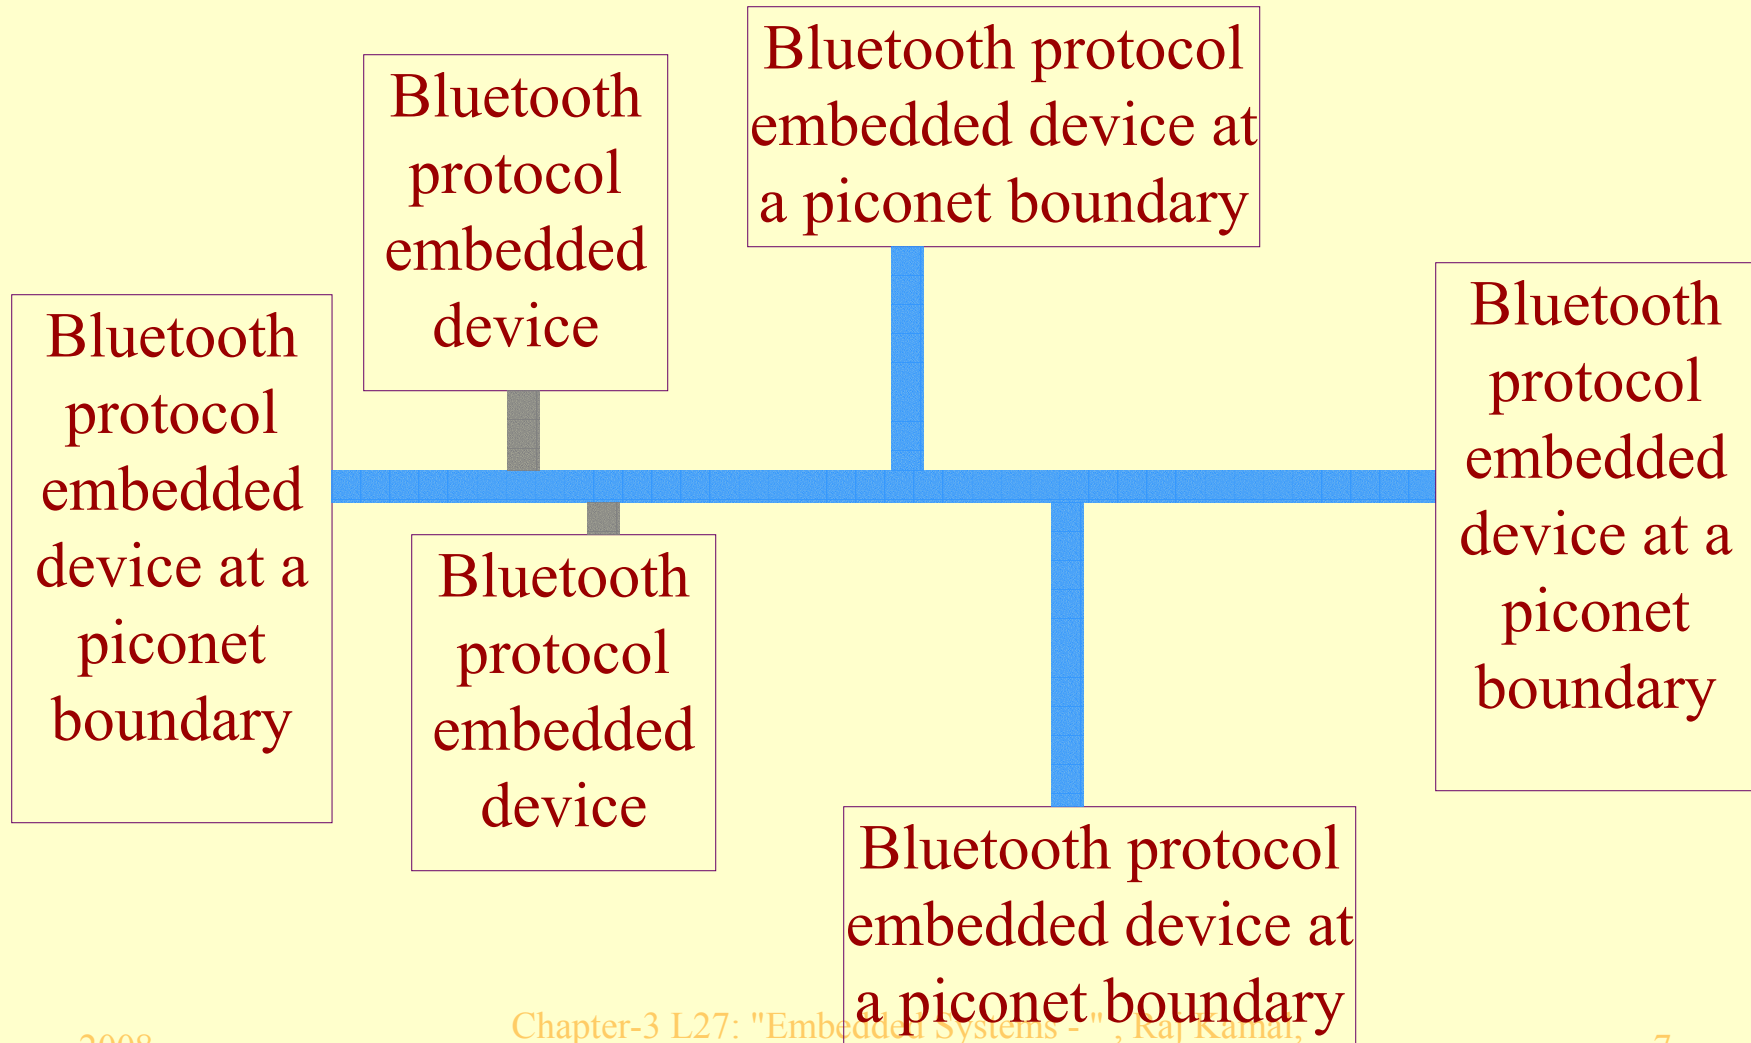 Bluetooth protocol
embedded device at
a piconet boundary
Bluetooth
protocol
embedded
device
Bluetooth
protocol
embedded
device at a
piconet
boundary
Bluetooth
protocol
embedded
device at a
piconet
boundary
Bluetooth
protocol
embedded
device
Bluetooth protocol
embedded device at
a piconet boundary
2008
Chapter-3 L27: "Embedded Systems - " , Raj Kamal,
7